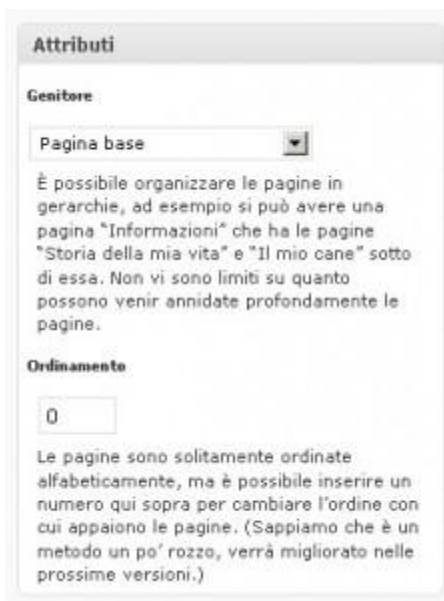 Attributi
Genitore
Pagina base
È possibile organizzare le pagine in
gerarchie, ad esempio si può avere una
pagina “Informazioni” che ha le pagine
“Storia della mia vita” e “Il mio cane” sotto
di essa. Non vi sono limiti su quanto
possono venir annidate profondamente le
pagine.
Ordinamento
0
Le pagine sono solitamente ordinate
alfabeticamente, ma è possibile inserire un
numero qui sopra per cambiare l’ordine con
cui appaiono le pagine. (Sappiamo che è un
metodo un po’ rozzo, verrà migliorato nelle
prossime versioni.)